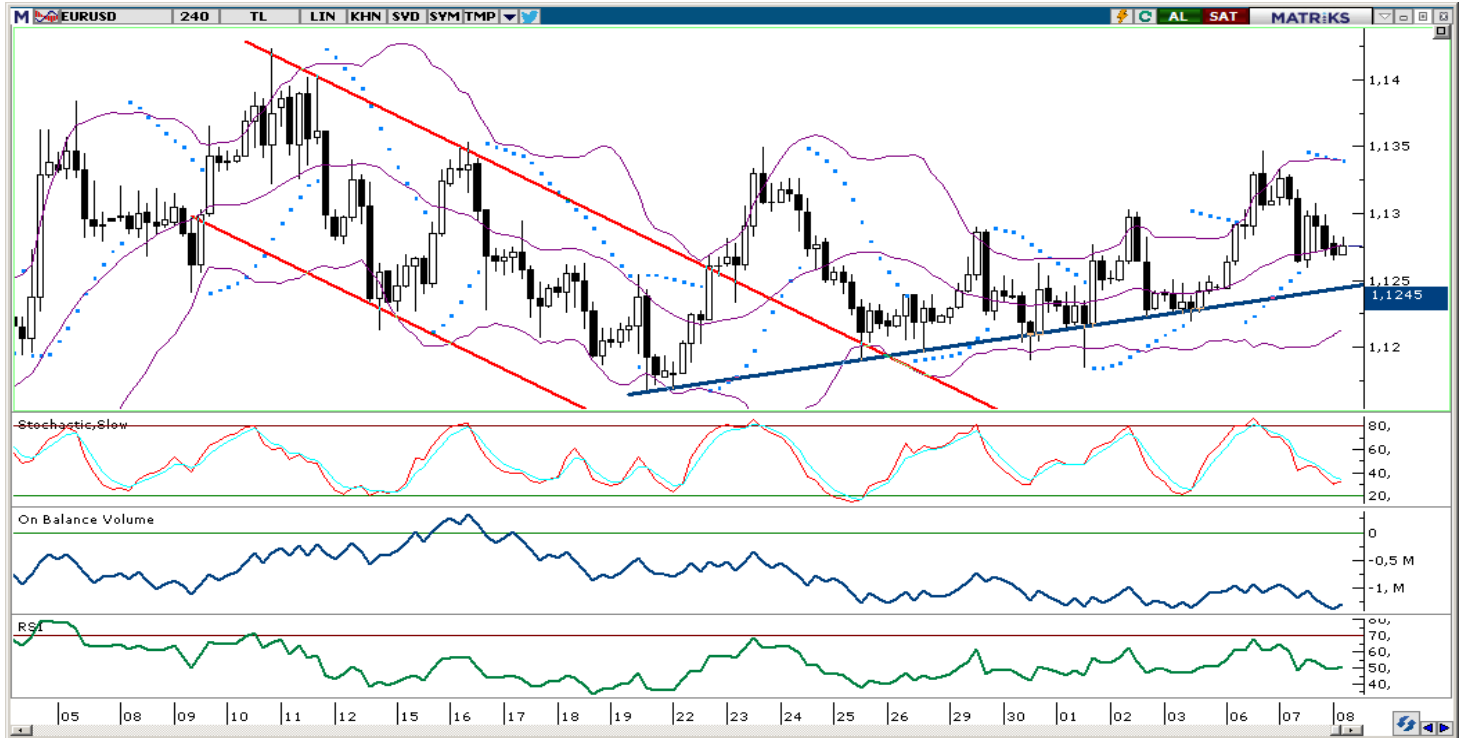 M EURUSD 240 TL LIN KHN SVD SYM TMP AL SAT MATRiKS
1,14
1,135
1,13
1,125
1,1245
1,12
Stochastic,Slow
80,
60,
40,
20,
On Balance Volume
0
-0,5 M
-1, M
RSI
80,
70,
60,
50,
40,
05 08 09 10 11 12 15 16 17 18 19 22 23 24 25 26 29 30 01 02 03 06 07 08